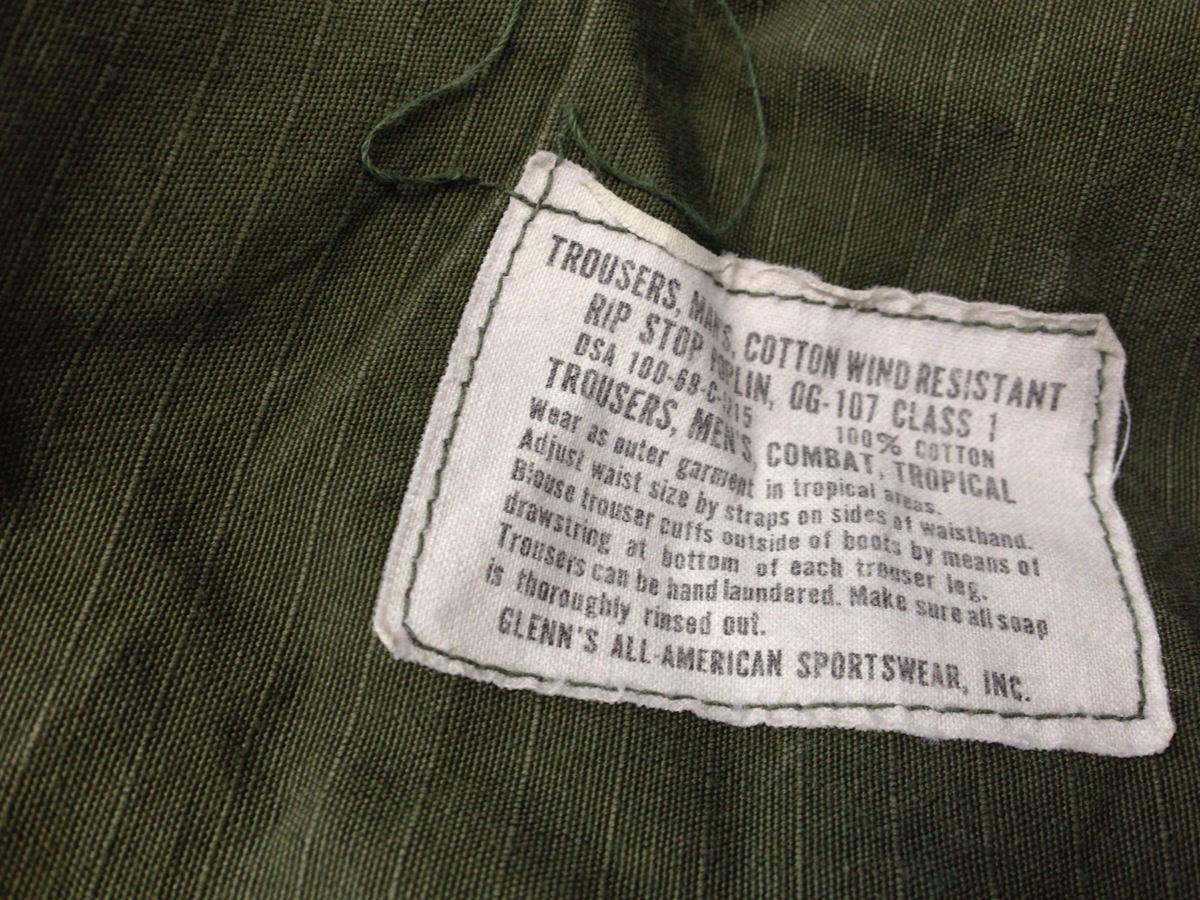 TROUSERS, MAN'S, COTTON WIND RESISTANT
RIP STOP POPLIN, OG-107 CLASS 1
DSA 100-69-C- 100% COTTON
TROUSERS, MEN'S, COMBAT, TROPICAL
Wear as outer garment in tropical areas.
Adjust waist size by straps on sides of waistband.
Blouse trouser cuffs outside of boots by means of
drawstring at bottom of each trouser leg.
Trousers can be hand laundered. Make sure all soap
is thoroughly rinsed out.
GLENN'S ALL-AMERICAN SPORTSWEAR, INC.